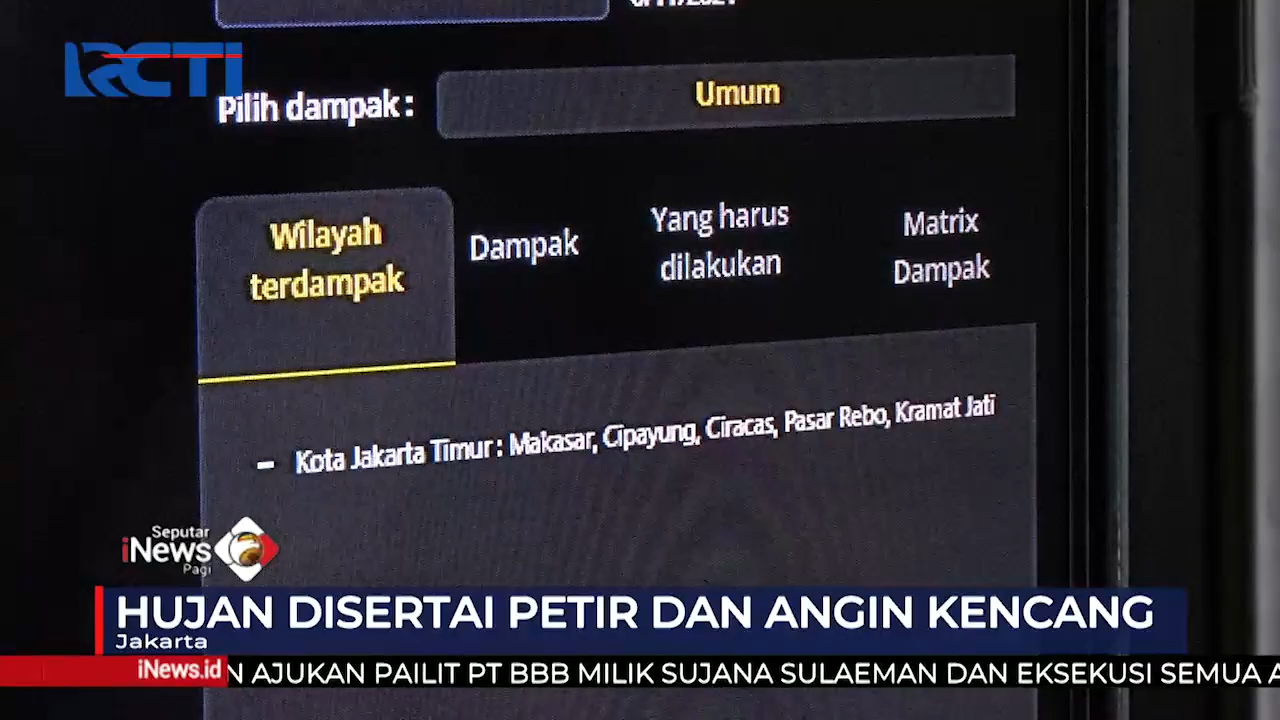 RCTI
Pilih dampak :
Umum
Wilayah
terdampak
Dampak
Yang harus
dilakukan
Matrix
Dampak
– Kota Jakarta Timur : Makasar, Cipayung, Ciracas, Pasar Rebo, Kramat Jati
Seputar
iNews
Pagi
HUJAN DISERTAI PETIR DAN ANGIN KENCANG
Jakarta
iNews.id
N AJUKAN PAILIT PT BBB MILIK SUJANA SULAEMAN DAN EKSEKUSI SEMUA A